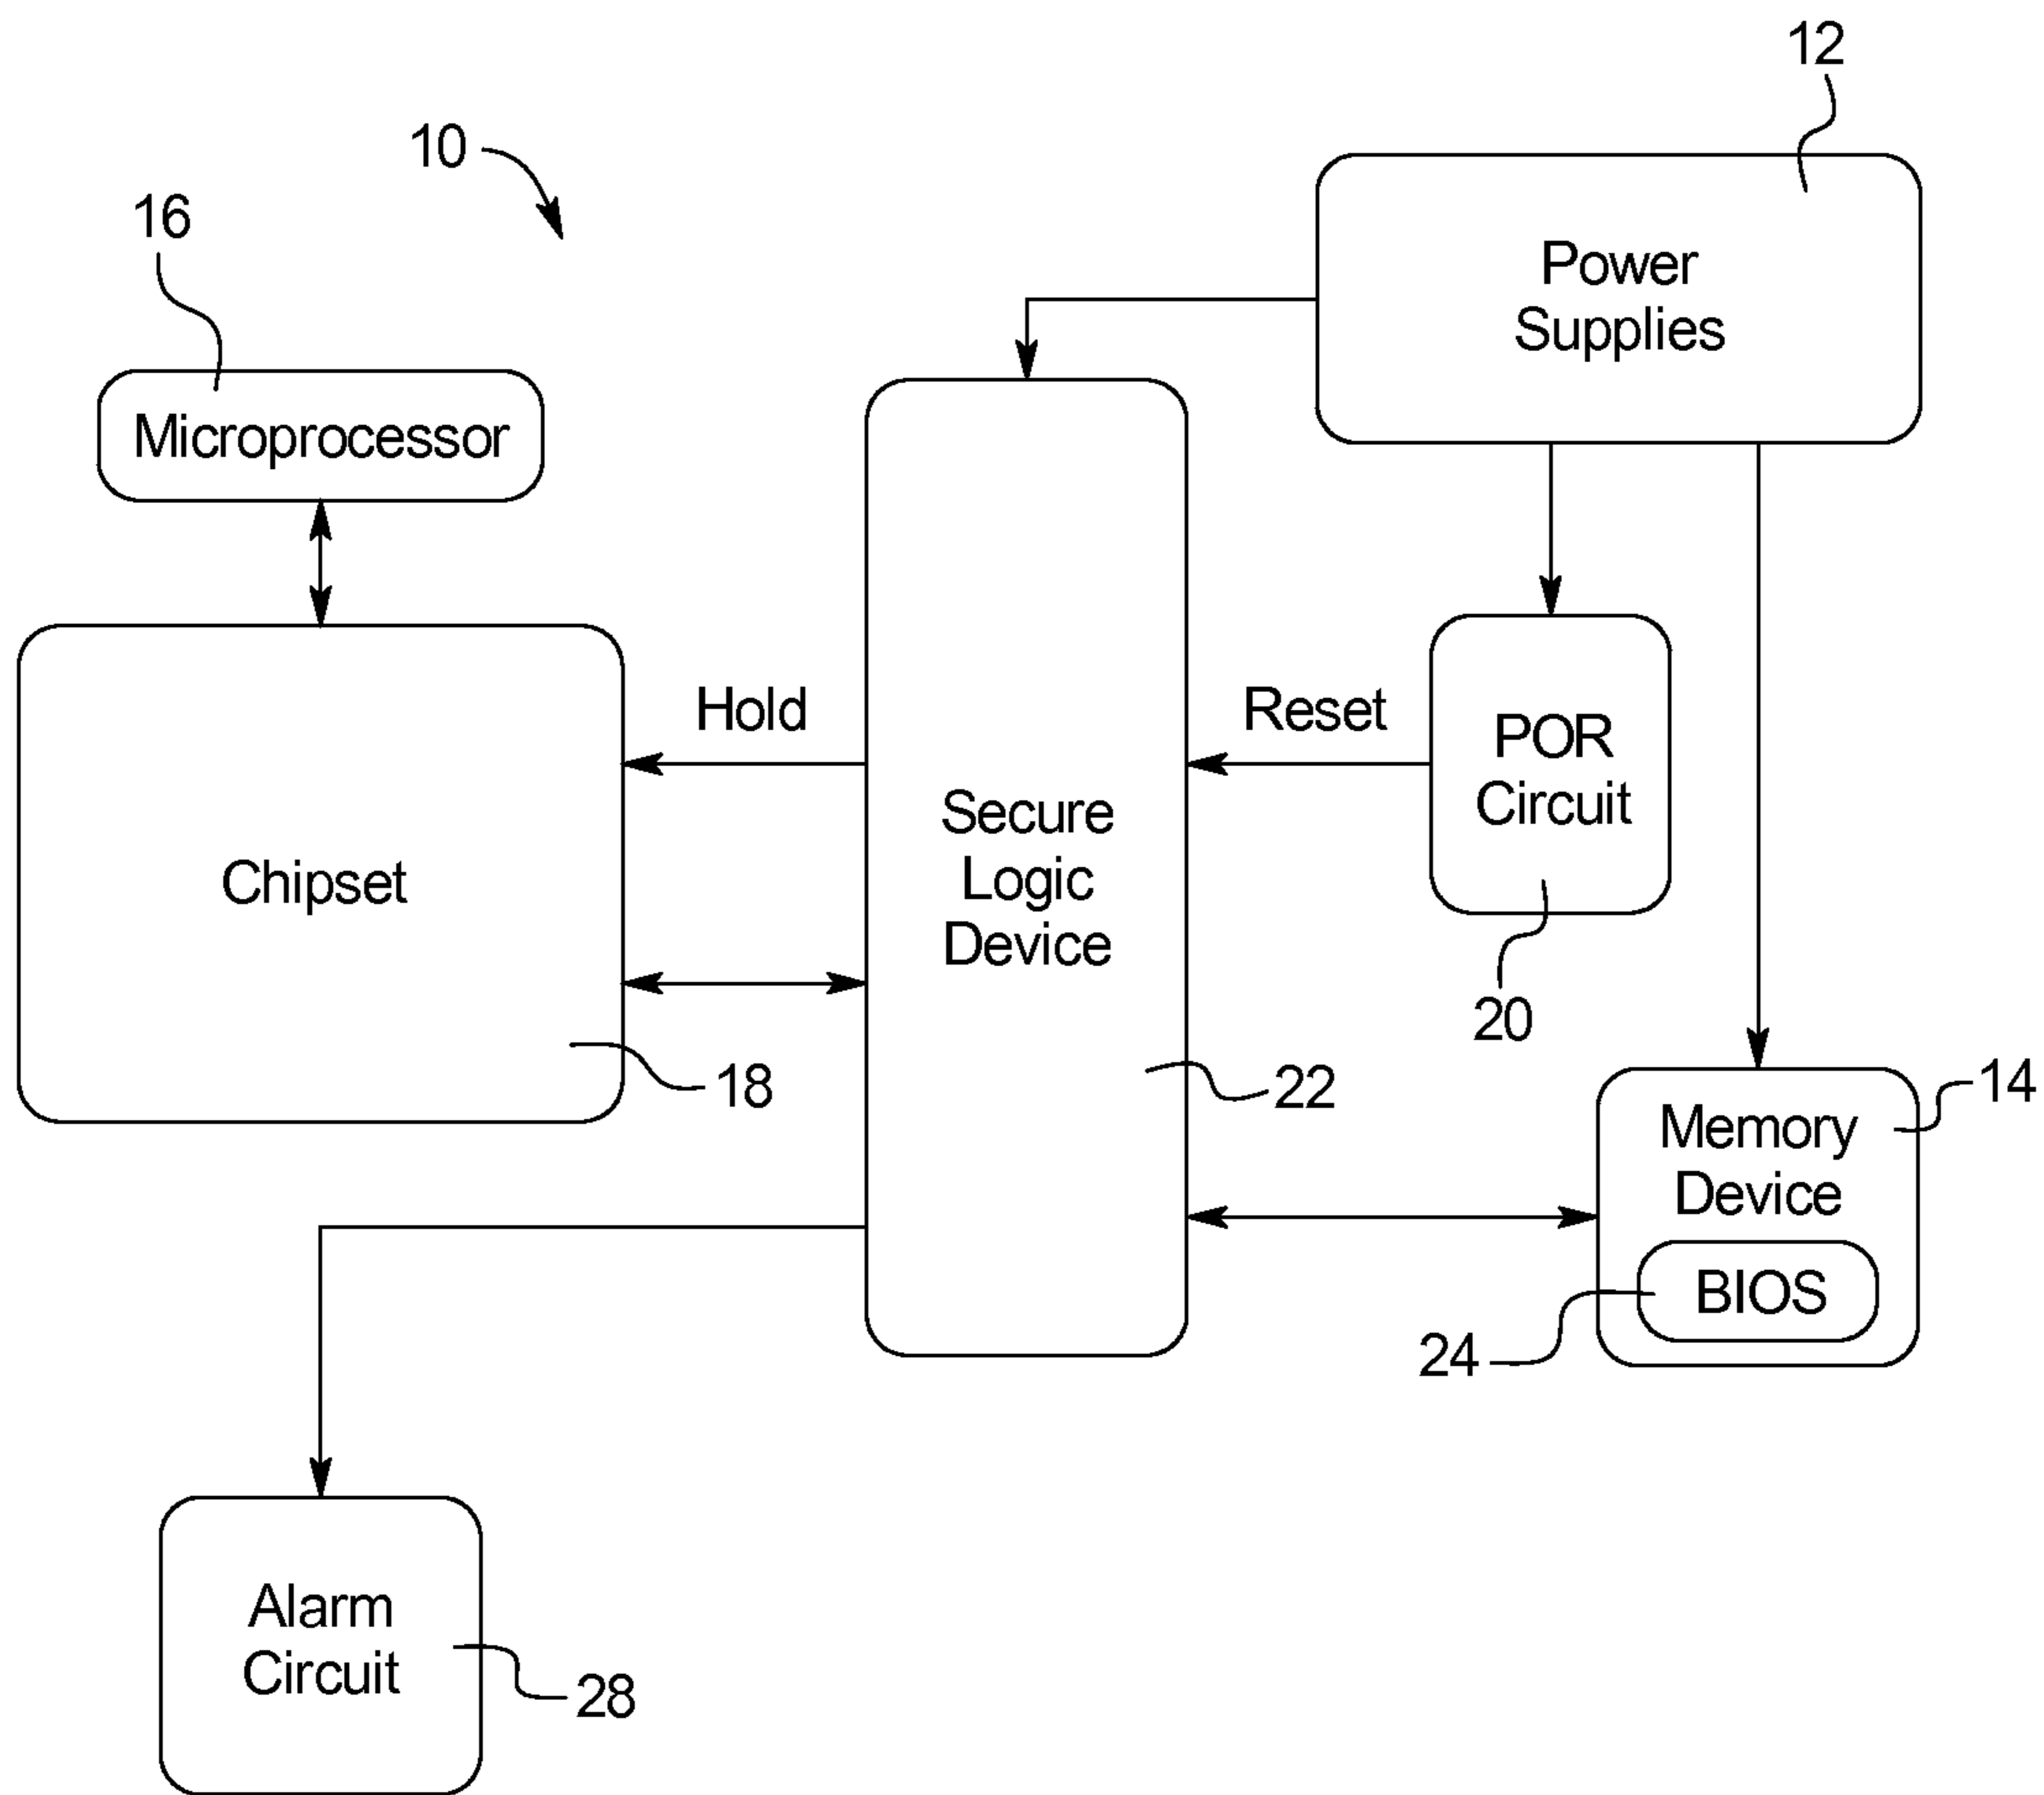 12
10
16
Power
Supplies
Microprocessor
Hold
Reset
POR
Circuit
Secure
Logic
Device
Chipset
20
18
22
14
Memory
Device
BIOS
24
Alarm
Circuit
28